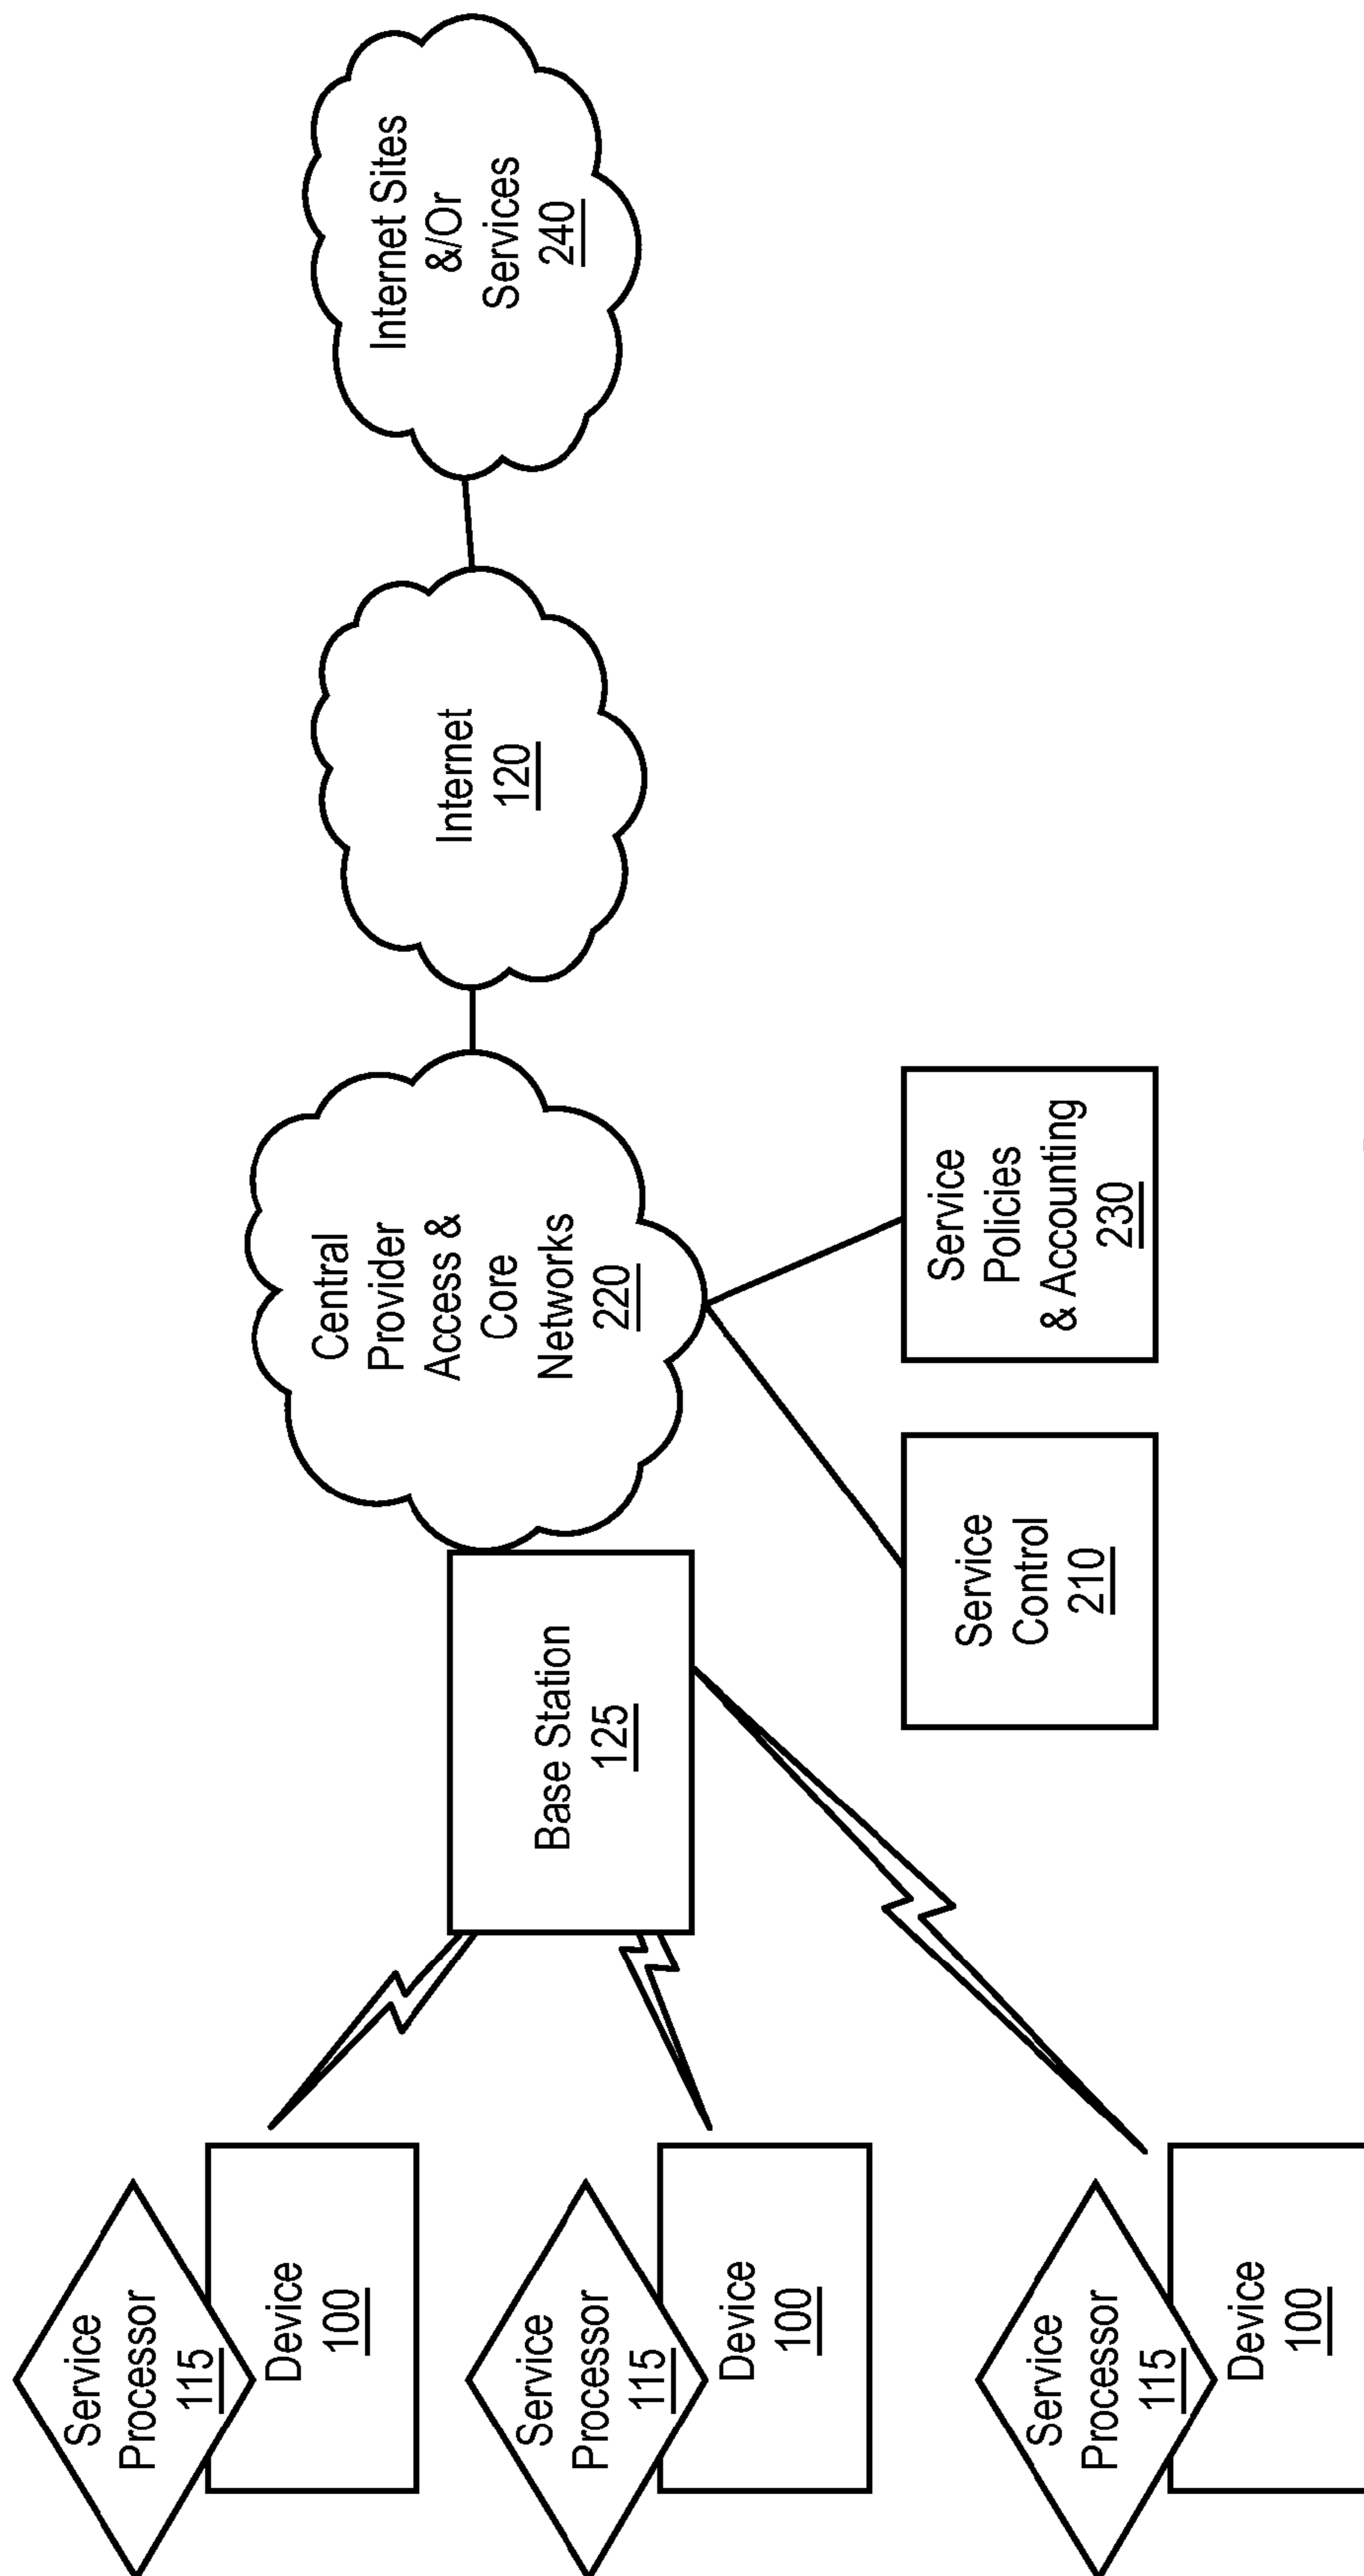 Service
Processor
115
Device
100
Service
Processor
115
Device
100
Service
Processor
115
Device
100
Base Station
125
Central
Provider
Access &
Core
Networks
220
Service
Control
210
Service
Policies
& Accounting
230
Internet
120
Internet Sites
&/Or
Services
240